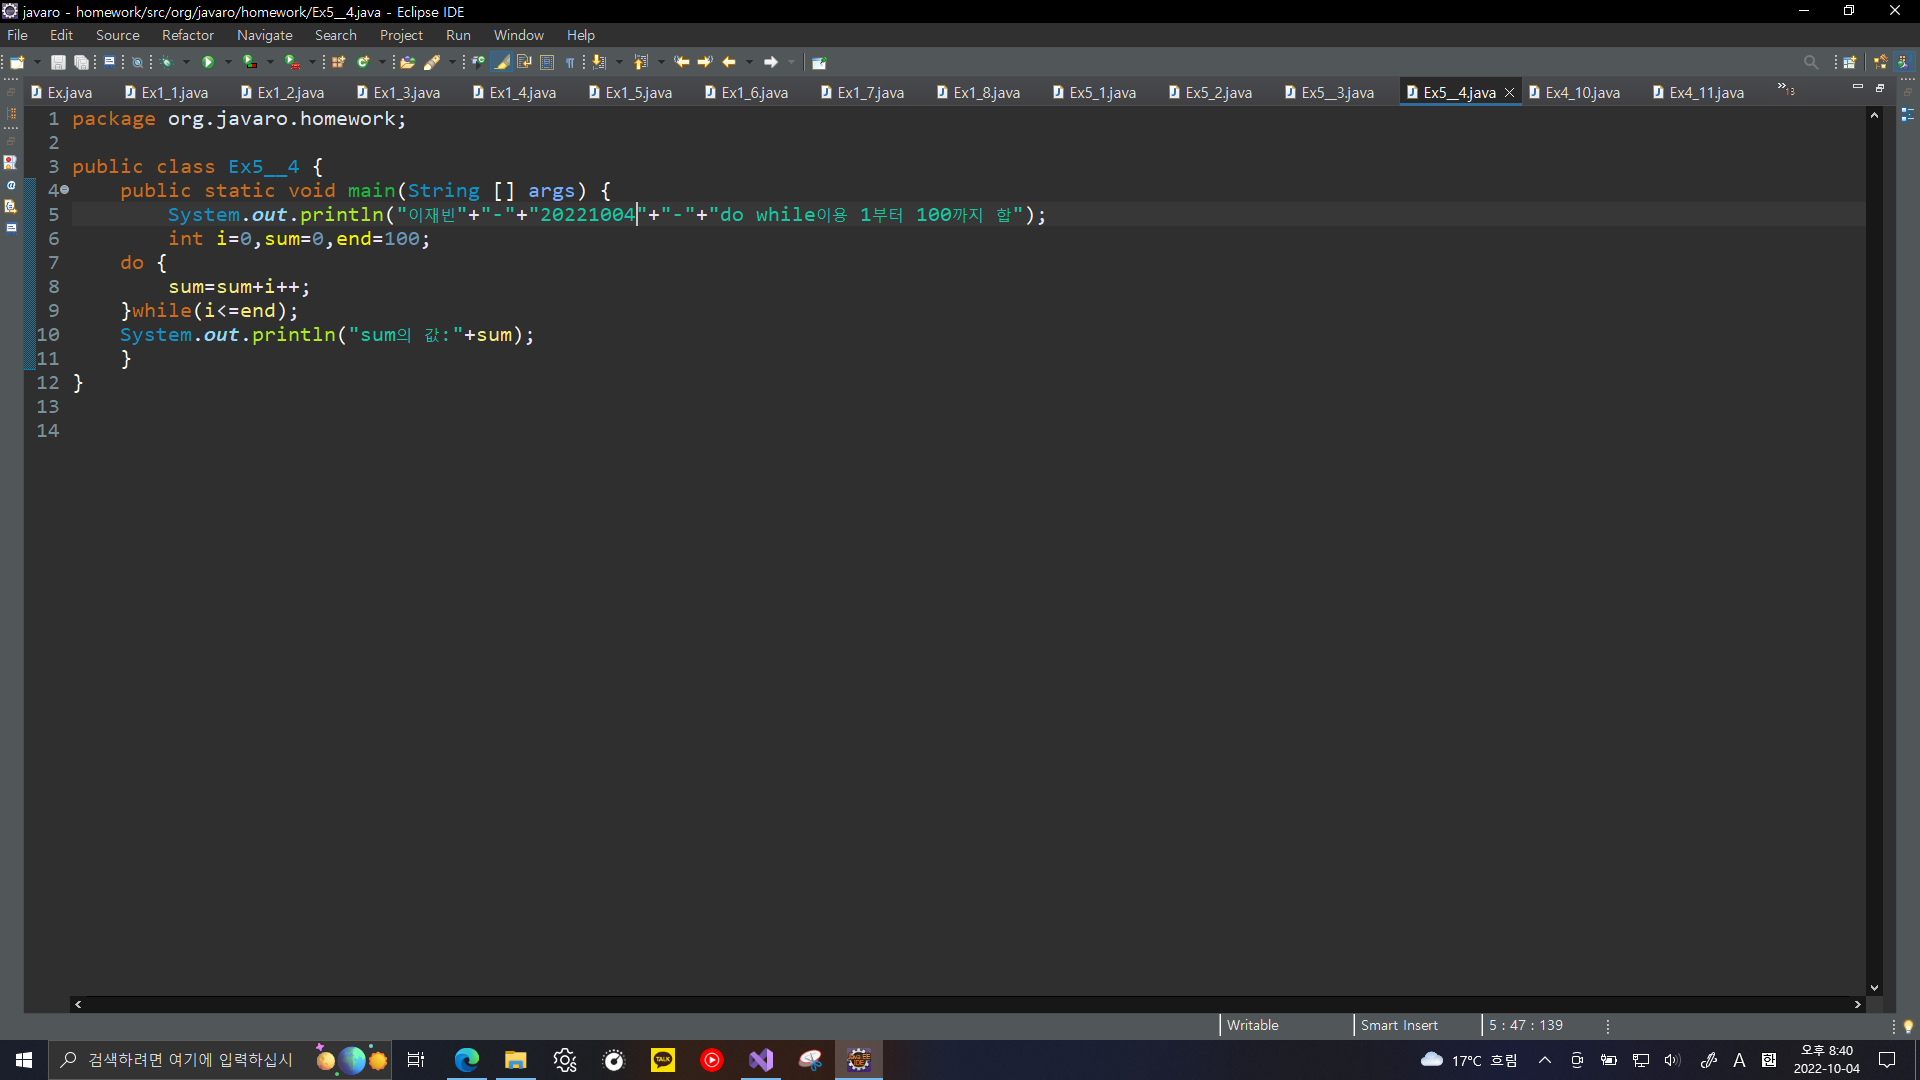 javaro - homework/src/org/javaro/homework/Ex5__4.java - Eclipse IDE
File Edit Source Refactor Navigate Search Project Run Window Help
Ex.java Ex1_1.java Ex1_2.java Ex1_3.java Ex1_4.java Ex1_5.java Ex1_6.java Ex1_7.java Ex1_8.java Ex5_1.java Ex5_2.java Ex5__3.java Ex5__4.java Ex4_10.java Ex4_11.java »13
1 package org.javaro.homework;
2
3 public class Ex5__4 {
4 public static void main(String [] args) {
5 System.out.println("이재빈"+"-"+"20221004"+"-"+"do while이용 1부터 100까지 합");
6 int i=0,sum=0,end=100;
7 do {
8 sum=sum+i++;
9 }while(i<=end);
10 System.out.println("sum의 값:"+sum);
11 }
12 }
13
14
Writable Smart Insert 5 : 47 : 139
검색하려면 여기에 입력하십시 TALK 17°C 흐림 A 한 오후 8:40
2022-10-04